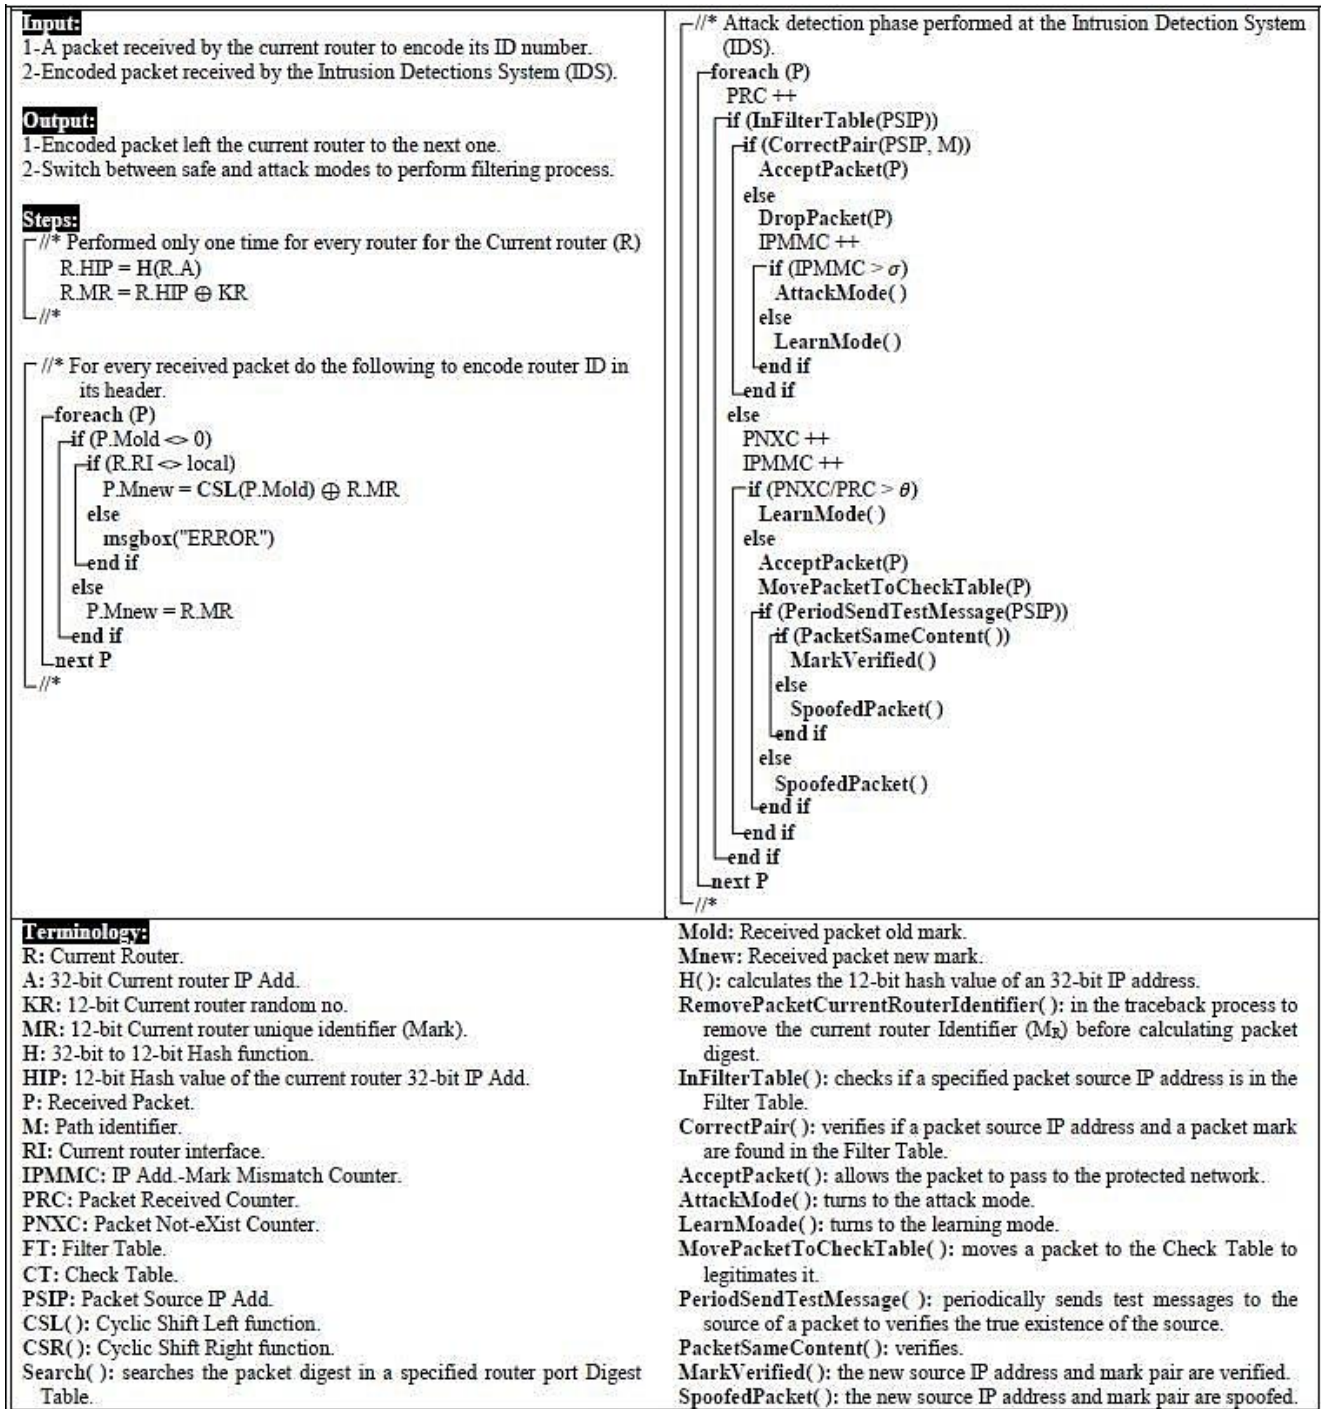 Input:
1-A packet received by the current router to encode its ID number.
2-Encoded packet received by the Intrusion Detections System (IDS).
Output:
1-Encoded packet left the current router to the next one.
2-Switch between safe and attack modes to perform filtering process.
Steps:
//* Performed only one time for every router for the Current router (R)
R.HIP = H(R.A)
R.MR = R.HIP ⊕ KR
//*
//* For every received packet do the following to encode router ID in
its header.
foreach (P)
if (P.Mold <> 0)
if (R.RI <> local)
P.Mnew = CSL(P.Mold) ⊕ R.MR
else
msgbox("ERROR")
end if
else
P.Mnew = R.MR
end if
next P
//*
//* Attack detection phase performed at the Intrusion Detection System
(IDS).
foreach (P)
PRC ++
if (InFilterTable(PSIP))
if (CorrectPair(PSIP, M))
AcceptPacket(P)
else
DropPacket(P)
IPMMC ++
if (IPMMC > σ)
AttackMode( )
else
LearnMode( )
end if
end if
else
PNXC ++
IPMMC ++
if (PNXC/PRC > θ)
LearnMode( )
else
AcceptPacket(P)
MovePacketToCheckTable(P)
if (PeriodSendTestMessage(PSIP))
if (PacketSameContent( ))
MarkVerified( )
else
SpoofedPacket( )
end if
else
SpoofedPacket( )
end if
end if
end if
next P
//*
Terminology:
R: Current Router.
A: 32-bit Current router IP Add.
KR: 12-bit Current router random no.
MR: 12-bit Current router unique identifier (Mark).
H: 32-bit to 12-bit Hash function.
HIP: 12-bit Hash value of the current router 32-bit IP Add.
P: Received Packet.
M: Path identifier.
RI: Current router interface.
IPMMC: IP Add.-Mark Mismatch Counter.
PRC: Packet Received Counter.
PNXC: Packet Not-eXist Counter.
FT: Filter Table.
CT: Check Table.
PSIP: Packet Source IP Add.
CSL( ): Cyclic Shift Left function.
CSR( ): Cyclic Shift Right function.
Search( ): searches the packet digest in a specified router port Digest
Table.
Mold: Received packet old mark.
Mnew: Received packet new mark.
H( ): calculates the 12-bit hash value of an 32-bit IP address.
RemovePacketCurrentRouterIdentifier( ): in the traceback process to
remove the current router Identifier (MR) before calculating packet
digest.
InFilterTable( ): checks if a specified packet source IP address is in the
Filter Table.
CorrectPair( ): verifies if a packet source IP address and a packet mark
are found in the Filter Table.
AcceptPacket( ): allows the packet to pass to the protected network.
AttackMode( ): turns to the attack mode.
LearnMoade( ): turns to the learning mode.
MovePacketToCheckTable( ): moves a packet to the Check Table to
legitimates it.
PeriodSendTestMessage( ): periodically sends test messages to the
source of a packet to verifies the true existence of the source.
PacketSameContent( ): verifies.
MarkVerified( ): the new source IP address and mark pair are verified.
SpoofedPacket( ): the new source IP address and mark pair are spoofed.